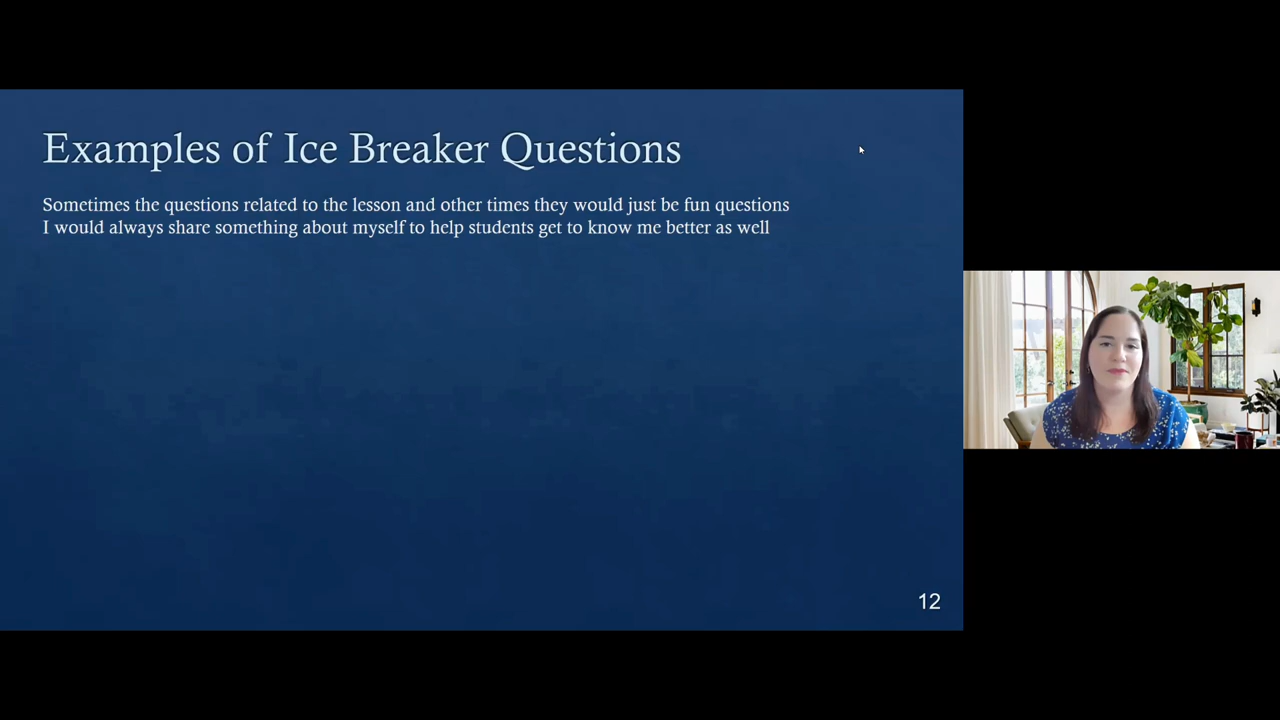 Examples of Ice Breaker Questions
Sometimes the questions related to the lesson and other times they would just be fun questions
I would always share something about myself to help students get to know me better as well
12